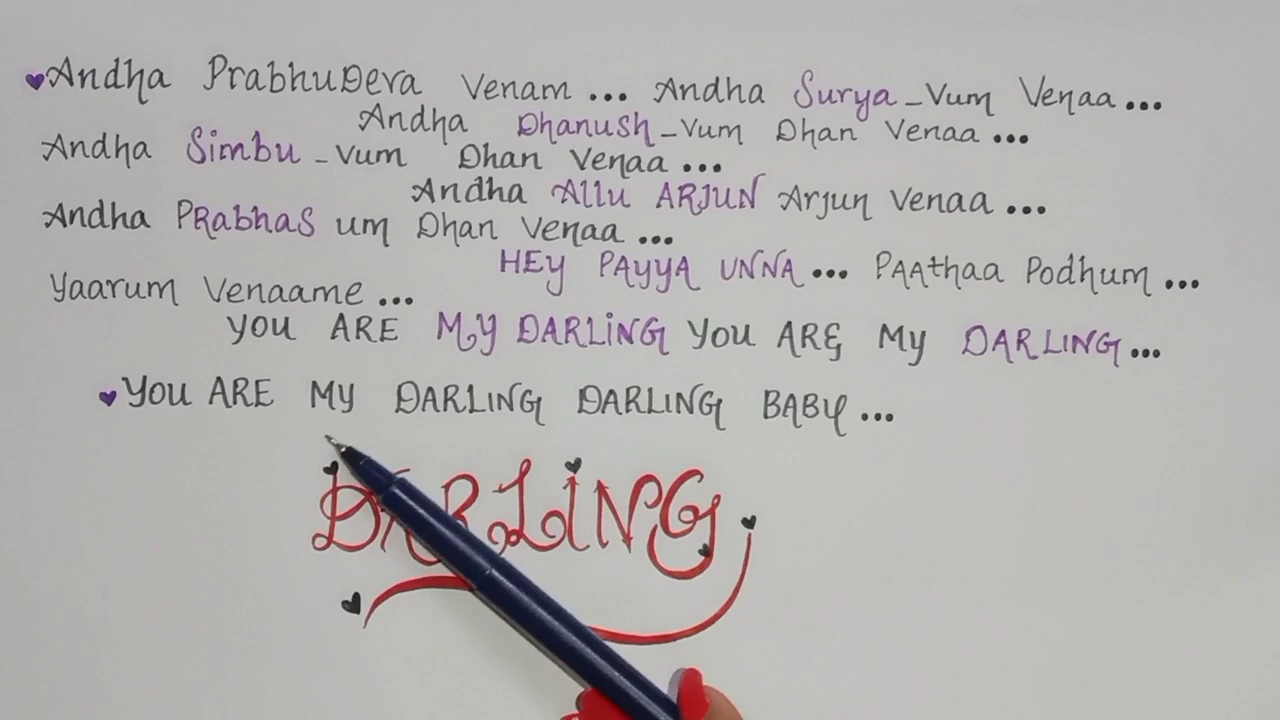 Andha PrabhuDeva Venam... Andha Surya-Vum Venaa...
Andha Dhanush-Vum Dhan Venaa...
Andha Simbu-Vum Dhan Venaa...
Andha Allu ARJUN Arjun Venaa...
Andha PRabhas um Dhan Venaa...
HEy PAyyA UNNA... PAAthaa Podhum...
Yaarum Venaame...
you ARE My DARLiNG you ARE My DARLING...
You ARE My DARLING DARLING BABy...
DARLiNG